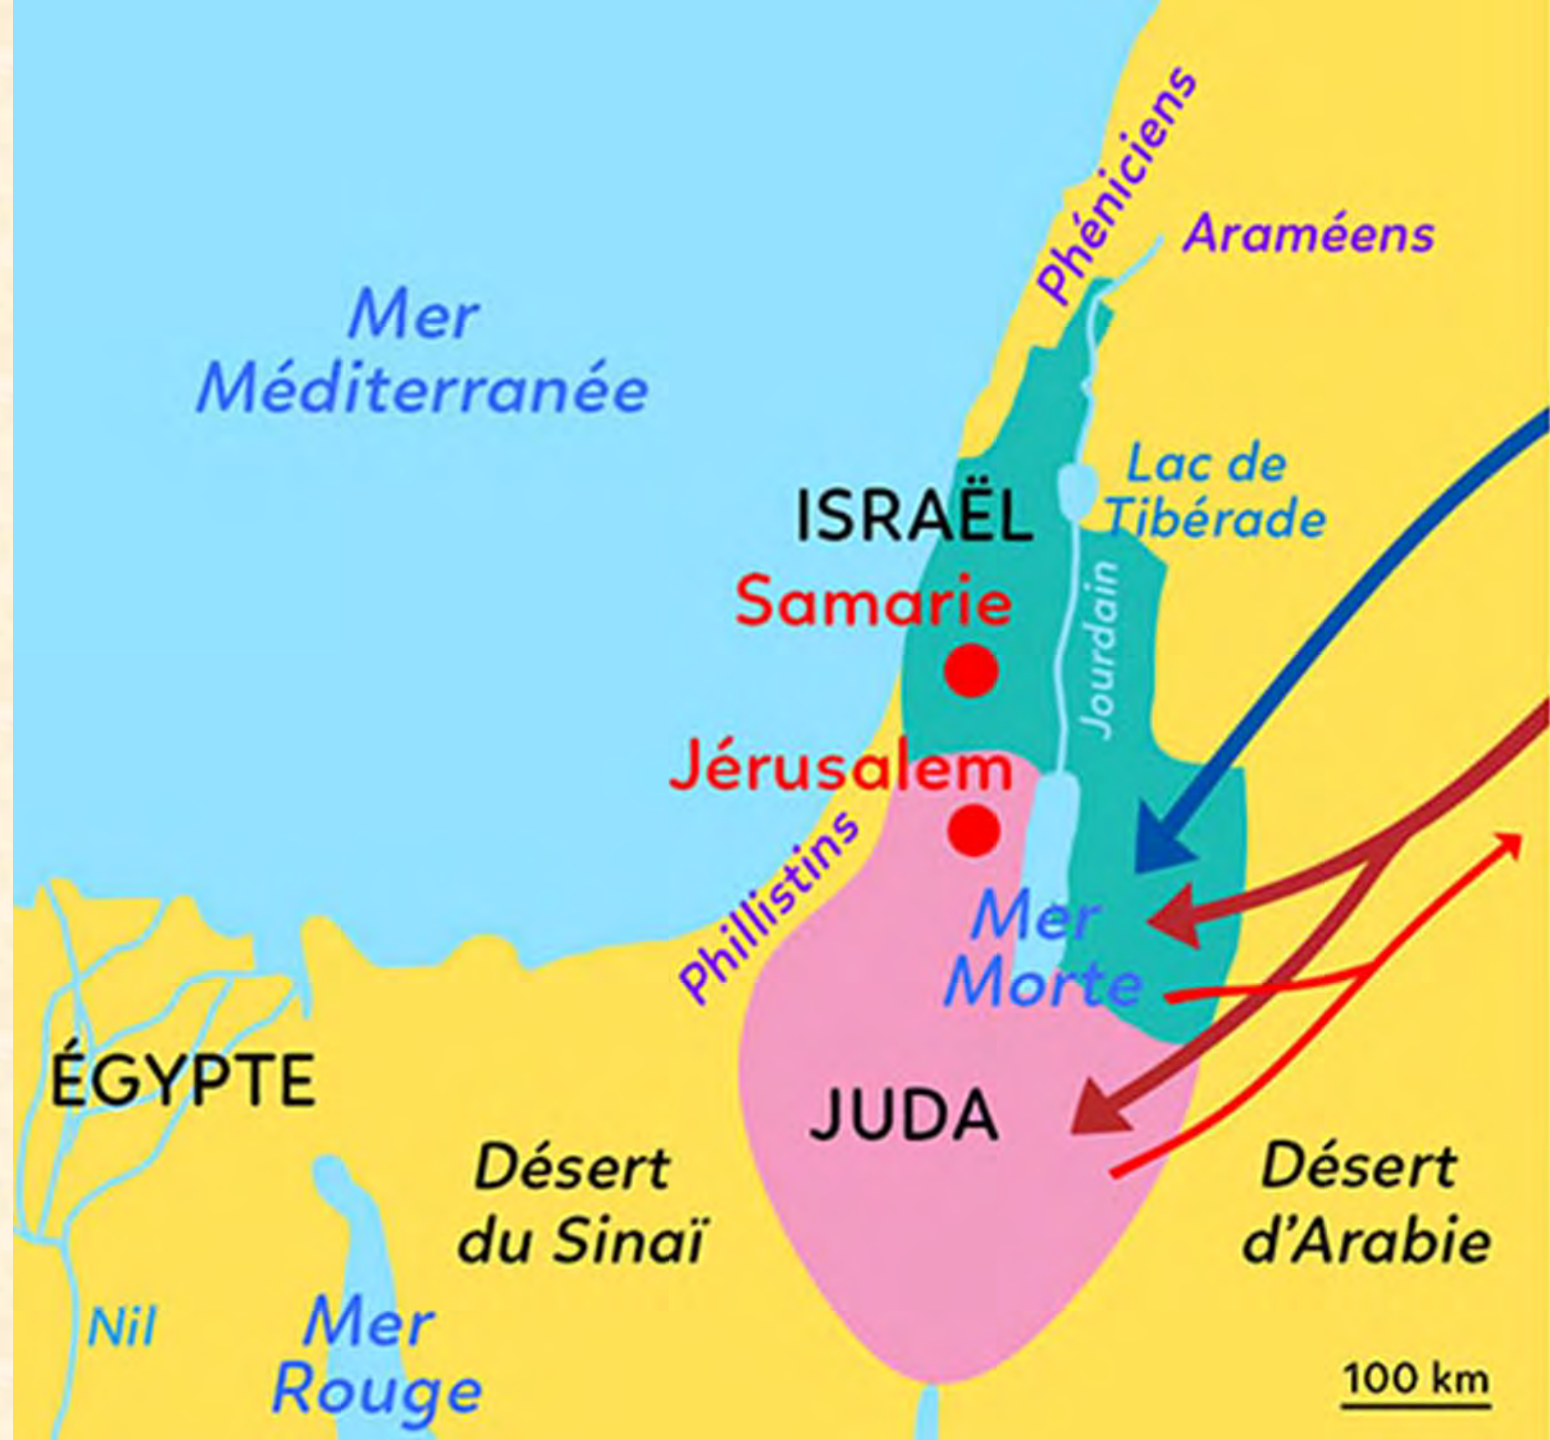 Phéniciens
Araméens
Mer
Méditerranée
Lac de
Tibérade
ISRAËL
Samarie
Jourdain
Jérusalem
Phillistins
Mer
Morte
ÉGYPTE
JUDA
Désert
du Sinaï
Désert
d'Arabie
Nil
Mer
Rouge
100 km